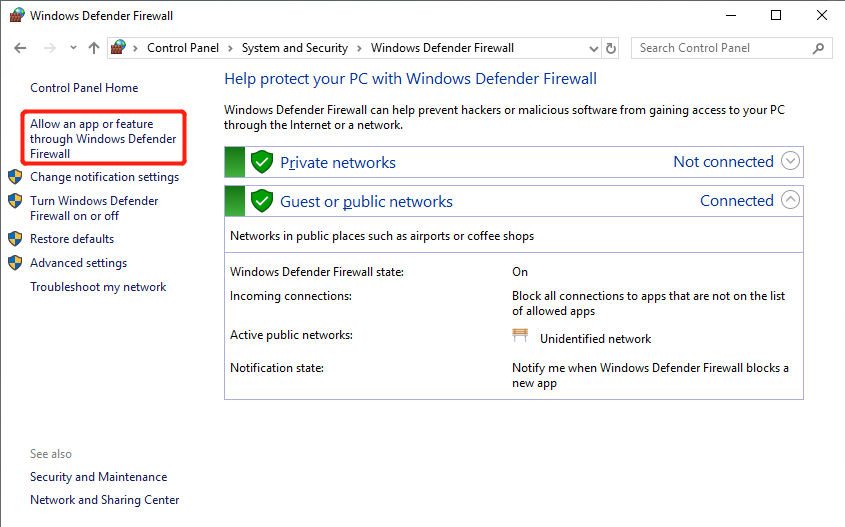 Windows Defender Firewall
Control Panel > System and Security > Windows Defender Firewall
Search Control Panel
Control Panel Home
Allow an app or feature
through Windows Defender
Firewall
Change notification settings
Turn Windows Defender
Firewall on or off
Restore defaults
Advanced settings
Troubleshoot my network
See also
Security and Maintenance
Network and Sharing Center
Help protect your PC with Windows Defender Firewall
Windows Defender Firewall can help prevent hackers or malicious software from gaining access to your PC
through the Internet or a network.
Private networks Not connected
Guest or public networks Connected
Networks in public places such as airports or coffee shops
Windows Defender Firewall state: On
Incoming connections: Block all connections to apps that are not on the list
of allowed apps
Active public networks: Unidentified network
Notification state: Notify me when Windows Defender Firewall blocks a
new app